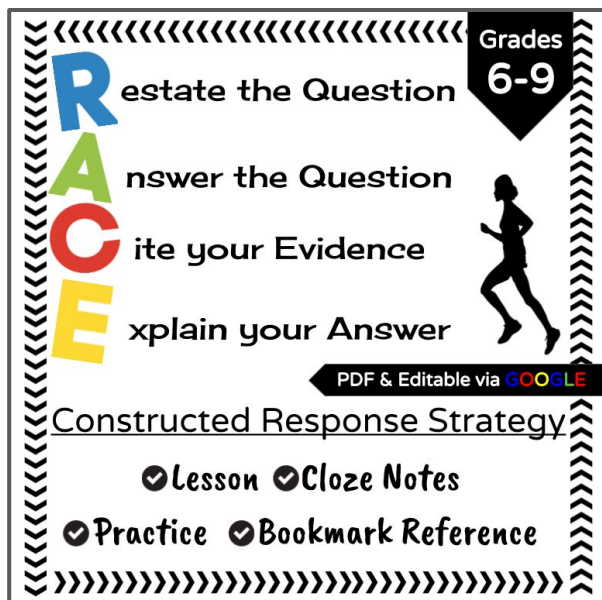 Grades
6-9
Restate the Question
Answer the Question
Cite your Evidence
Explain your Answer
PDF & Editable via GOOGLE
Constructed Response Strategy
Lesson Cloze Notes
Practice Bookmark Reference